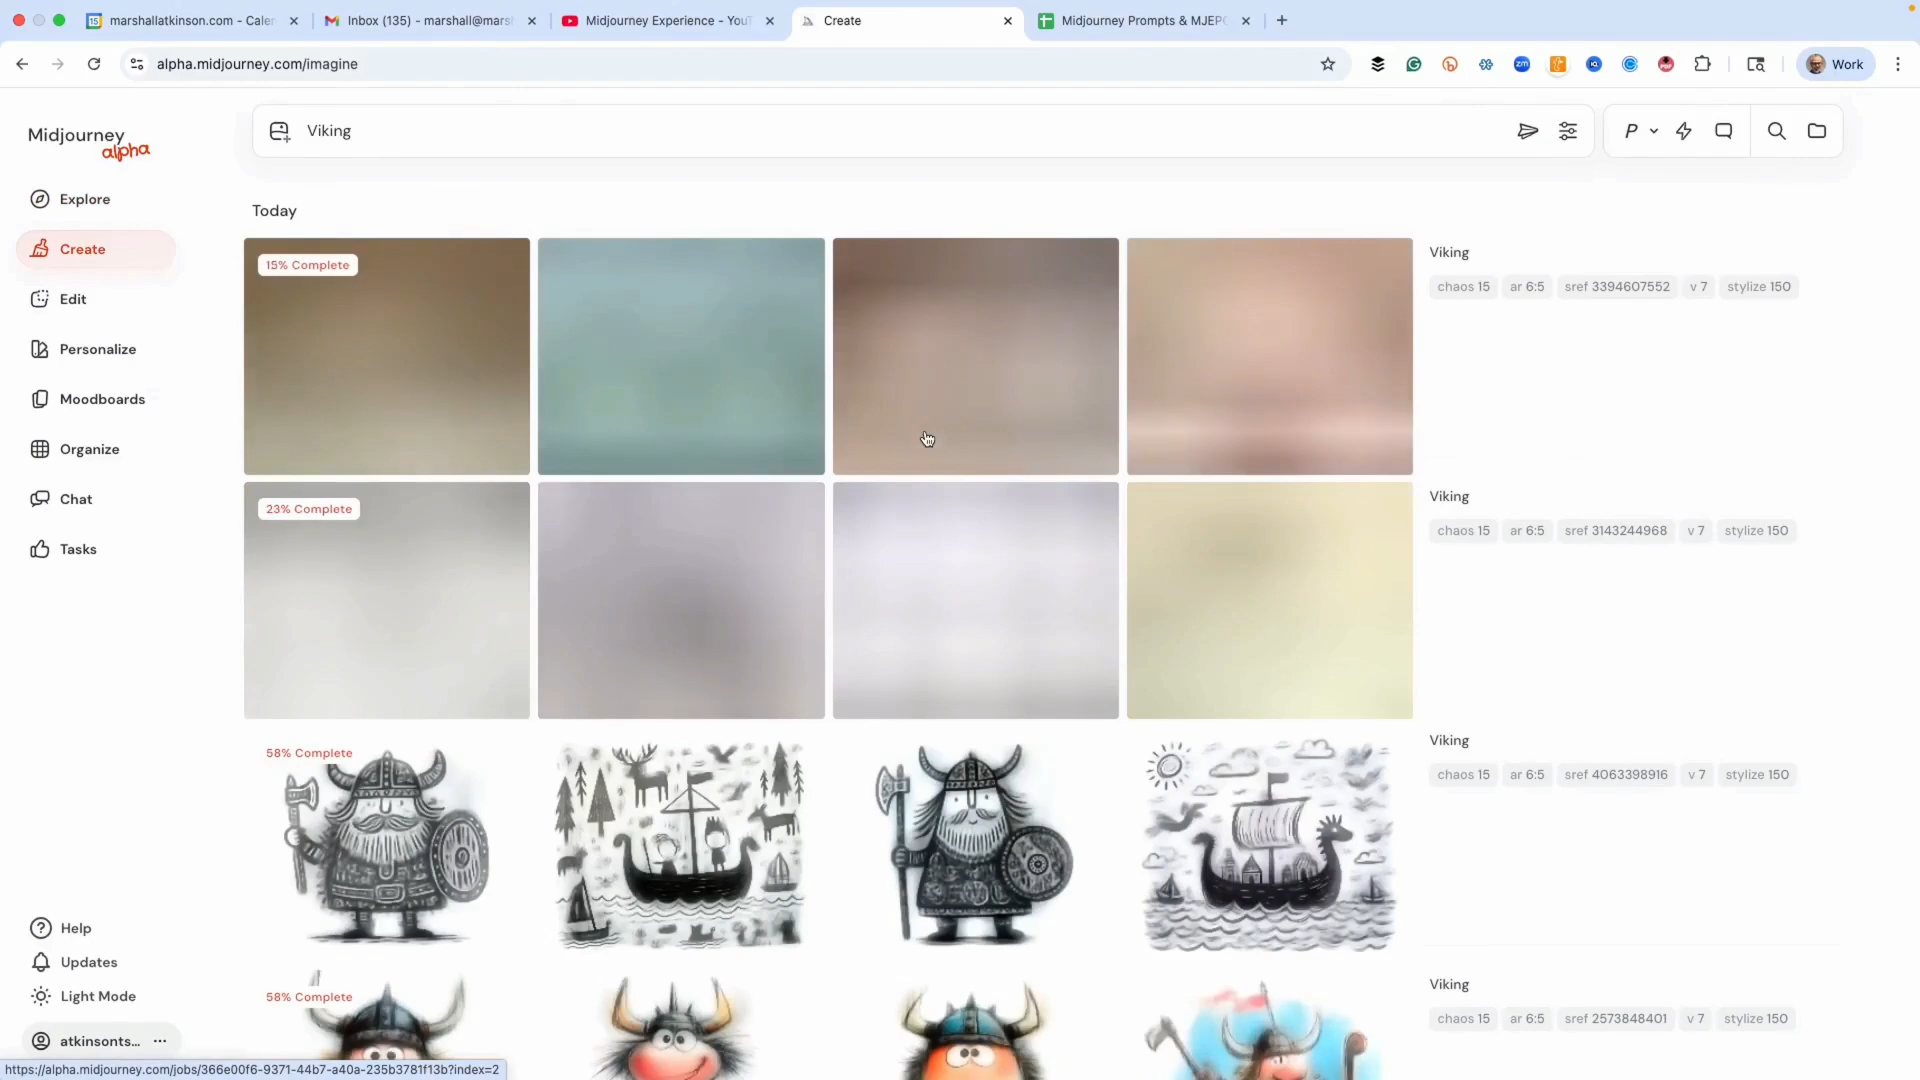 marshallatkinson.com - Calen
Inbox (135) - marshall@mars
Midjourney Experience - YouT
Create
Midjourney Prompts & MJEPC
alpha.midjourney.com/imagine
Work
Midjourney
alpha
Viking
P
Explore
Create
Edit
Personalize
Moodboards
Organize
Chat
Tasks
Help
Updates
Light Mode
atkinsonts...
Today
15% Complete
Viking
chaos 15 ar 6:5 sref 3394607552 v 7 stylize 150
23% Complete
Viking
chaos 15 ar 6:5 sref 3143244968 v 7 stylize 150
58% Complete
Viking
chaos 15 ar 6:5 sref 4063398916 v 7 stylize 150
58% Complete
Viking
chaos 15 ar 6:5 sref 2573848401 v 7 stylize 150
https://alpha.midjourney.com/jobs/366e00f6-9371-44b7-a40a-235b3781f13b?index=2